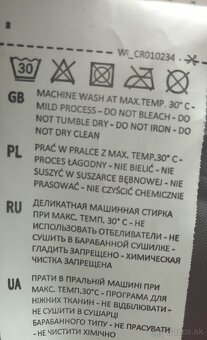 2
WI_CR010234
30
GB
MACHINE WASH AT MAX.TEMP. 30° C -
MILD PROCESS - DO NOT BLEACH - DO
NOT TUMBLE DRY - DO NOT IRON - DO
NOT DRY CLEAN
PL
PRAĆ W PRALCE Z MAX. TEMP.30° C -
PROCES ŁAGODNY - NIE BIELIĆ - NIE
SUSZYĆ W SUSZARCE BĘBNOWEJ - NIE
PRASOWAĆ - NIE CZYŚCIĆ CHEMICZNIE
RU
ДЕЛИКАТНАЯ МАШИННАЯ СТИРКА
ПРИ МАКС. ТЕМП. 30° C - НЕ
ИСПОЛЬЗОВАТЬ ОТБЕЛИВАТЕЛИ - НЕ
СУШИТЬ В БАРАБАННОЙ СУШИЛКЕ -
ГЛАДИТЬ ЗАПРЕЩЕНО - ХИМИЧЕСКАЯ
ЧИСТКА ЗАПРЕЩЕНА
UA
ПРАТИ В ПРАЛЬНІЙ МАШИНІ ПРИ
МАКС. ТЕМП.30°C - ПРОГРАМА ДЛЯ
НІЖНИХ ТКАНИН - НЕ ВІДБІЛЮВАТИ -
НЕ СУШИТИ В СУШАРЦІ
БАРАБАННОГО ТИПУ - НЕ ПРАСУВАТИ
- НЕ ЧИСТИТИ ХІМІЧНО